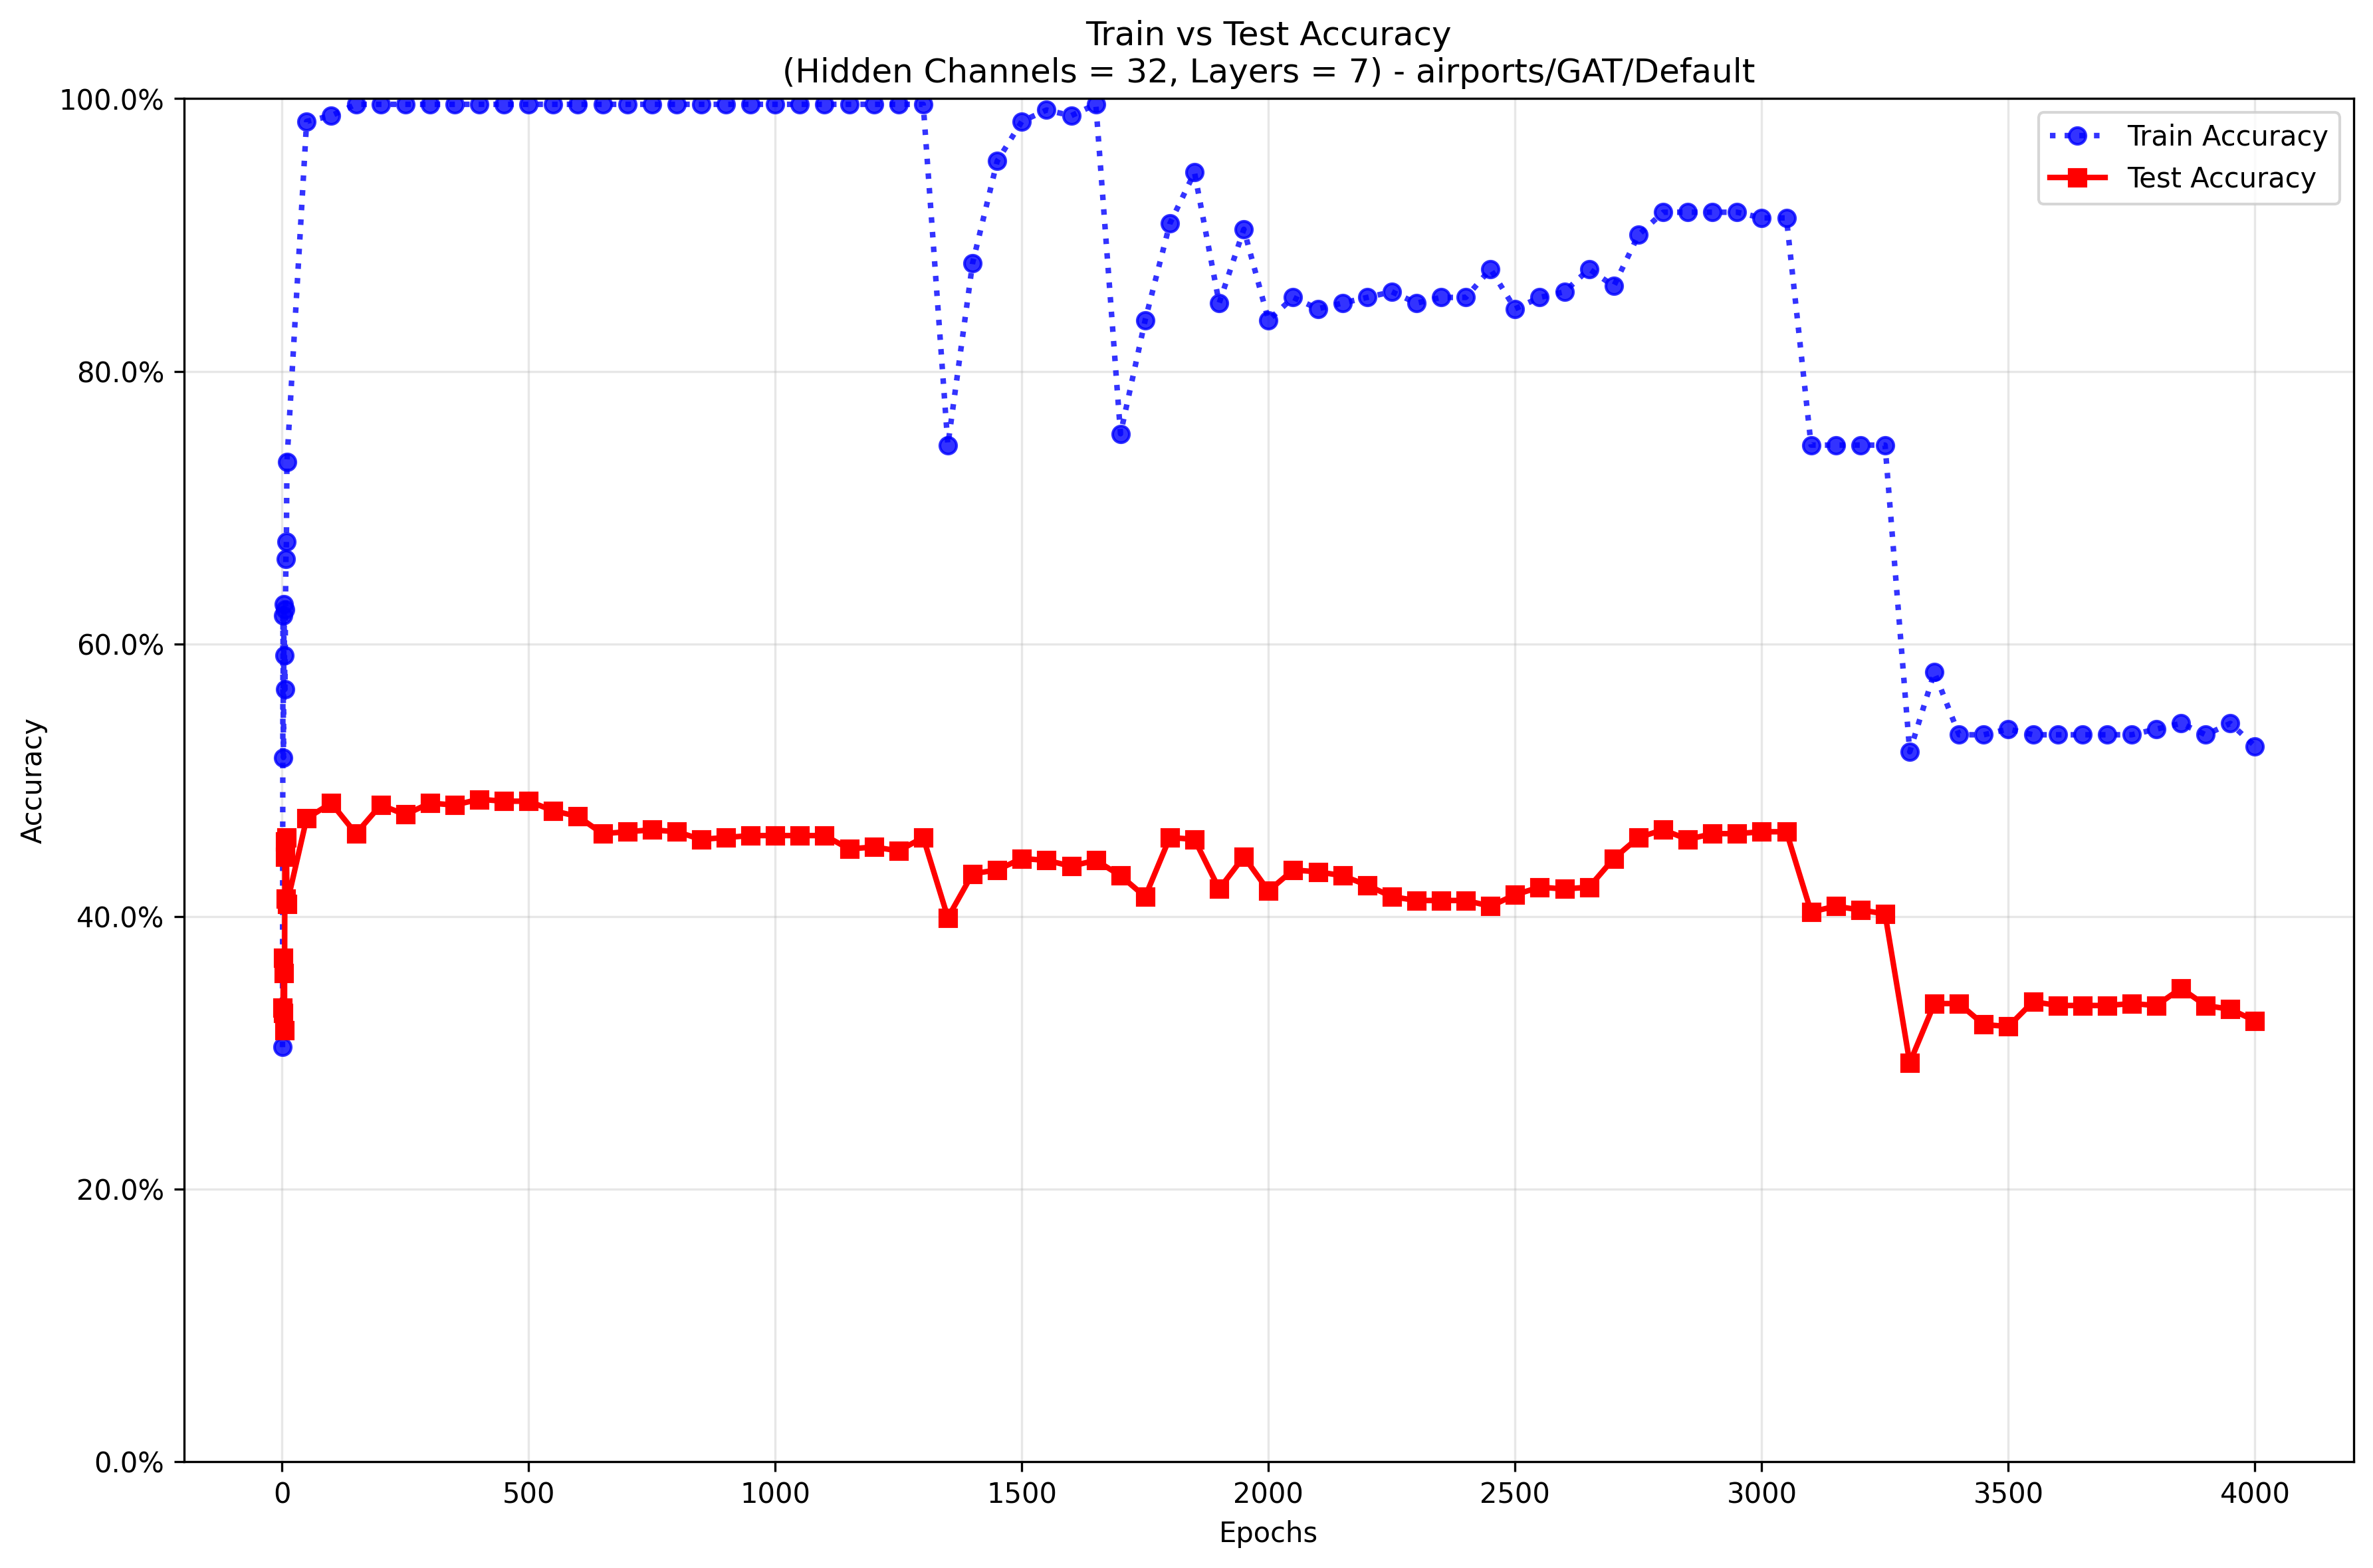 Train vs Test Accuracy
(Hidden Channels = 32, Layers = 7) - airports/GAT/Default
100.0%
80.0%
60.0%
40.0%
20.0%
0.0%
Accuracy
Train Accuracy
Test Accuracy
0 500 1000 1500 2000 2500 3000 3500 4000
Epochs